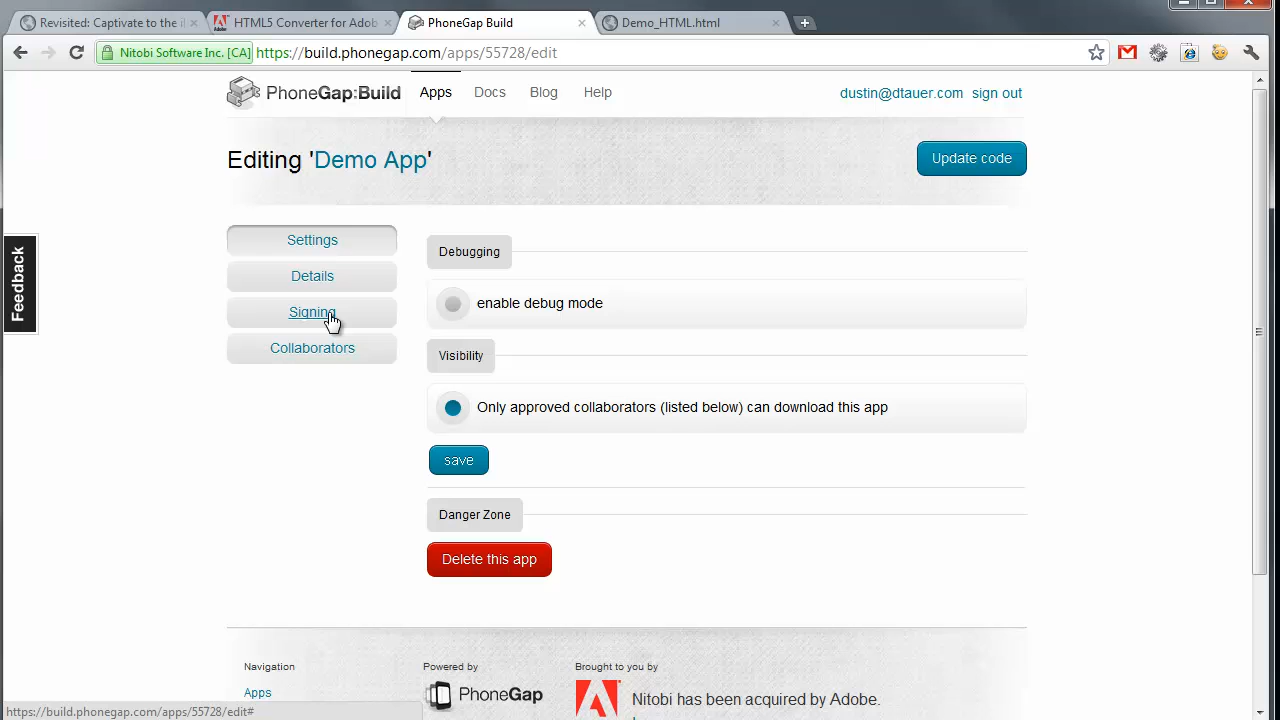 Revisited: Captivate to the i
HTML5 Converter for Adob
PhoneGap Build
Demo_HTML.html
Nitobi Software Inc. [CA]
https://build.phonegap.com/apps/55728/edit
PhoneGap:Build
Apps
Docs
Blog
Help
dustin@dtauer.com
sign out
Editing 'Demo App'
Update code
Feedback
Settings
Details
Signing
Collaborators
Debugging
enable debug mode
Visibility
Only approved collaborators (listed below) can download this app
save
Danger Zone
Delete this app
Navigation
Apps
Powered by
PhoneGap
Brought to you by
Nitobi has been acquired by Adobe.
https://build.phonegap.com/apps/55728/edit#